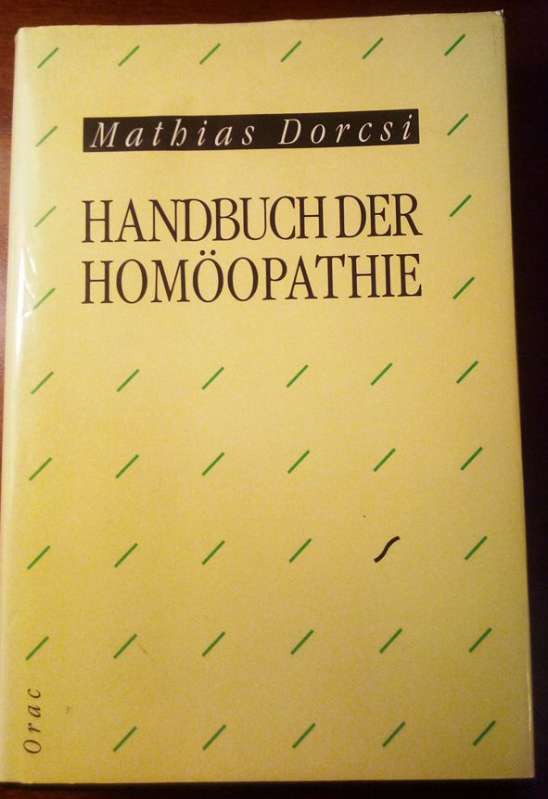 Mathias Dorcsi
HANDBUCH DER
HOMÖOPATHIE
Orac